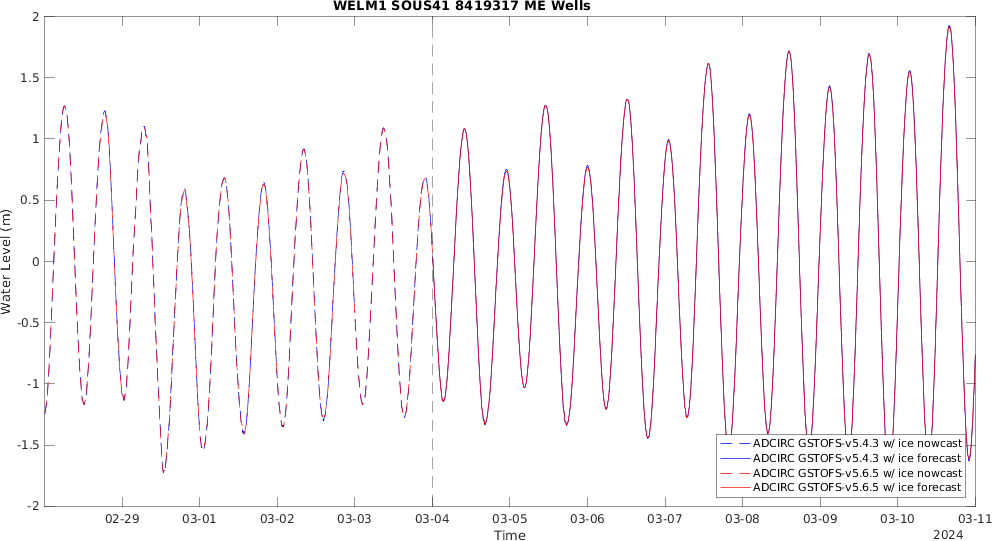 WELM1 SOUS41 8419317 ME Wells
Water Level (m)
2
1.5
1
0.5
0
-0.5
-1
-1.5
-2
ADCIRC GSTOFS-v5.4.3 w/ ice nowcast
ADCIRC GSTOFS-v5.4.3 w/ ice forecast
ADCIRC GSTOFS-v5.6.5 w/ ice nowcast
ADCIRC GSTOFS-v5.6.5 w/ ice forecast
02-29 03-01 03-02 03-03 03-04 03-05 03-06 03-07 03-08 03-09 03-10 03-11
Time
2024